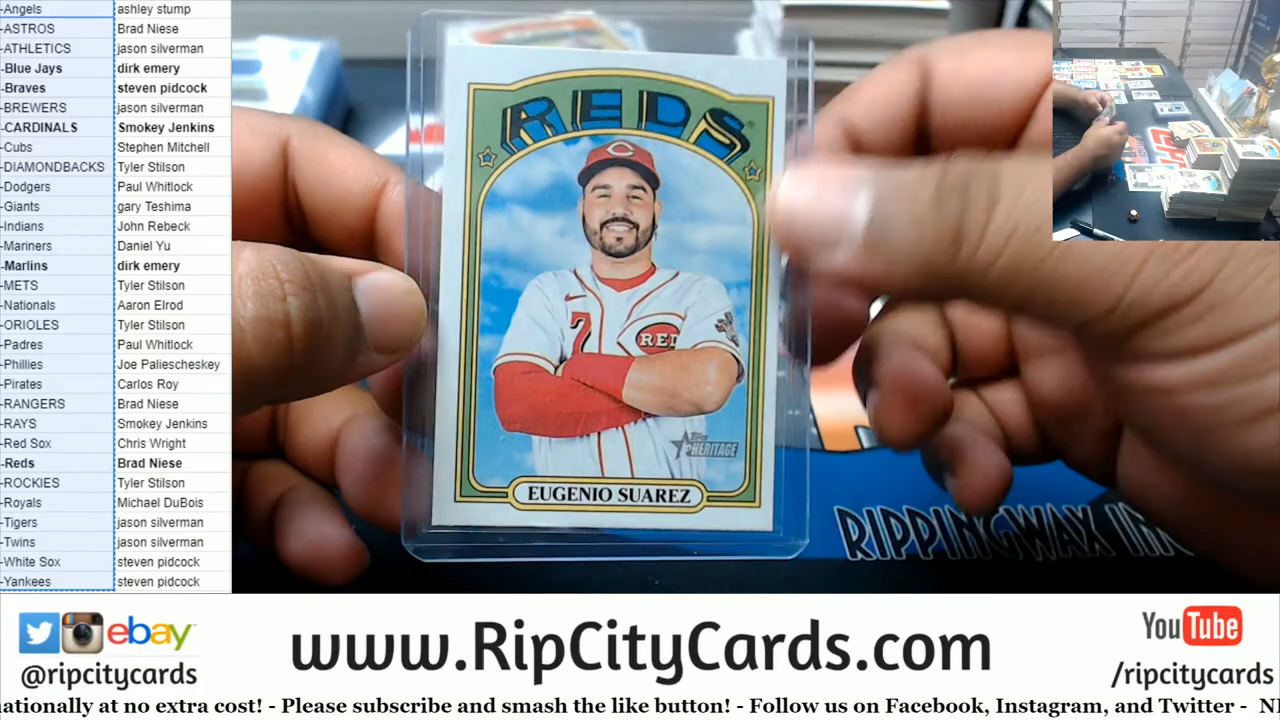 -Angels ashley stump
-ASTROS Brad Niese
-ATHLETICS jason silverman
-Blue Jays dirk emery
-Braves steven pidcock
-BREWERS jason silverman
-CARDINALS Smokey Jenkins
-Cubs Stephen Mitchell
-DIAMONDBACKS Tyler Stilson
-Dodgers Paul Whitlock
-Giants gary Teshima
-Indians John Rebeck
-Mariners Daniel Yu
-Marlins dirk emery
-METS Tyler Stilson
-Nationals Aaron Elrod
-ORIOLES Tyler Stilson
-Padres Paul Whitlock
-Phillies Joe Paliescheskey
-Pirates Carlos Roy
-RANGERS Brad Niese
-RAYS Smokey Jenkins
-Red Sox Chris Wright
-Reds Brad Niese
-ROCKIES Tyler Stilson
-Royals Michael DuBois
-Tigers jason silverman
-Twins jason silverman
-White Sox steven pidcock
-Yankees steven pidcock
REDS
C
7
RED
TOPPS
HERITAGE
EUGENIO SUAREZ
RIPPINGWAX IN
ebay
@ripcitycards
www.RipCityCards.com
YouTube
/ripcitycards
nationally at no extra cost! - Please subscribe and smash the like button! - Follow us on Facebook, Instagram, and Twitter -